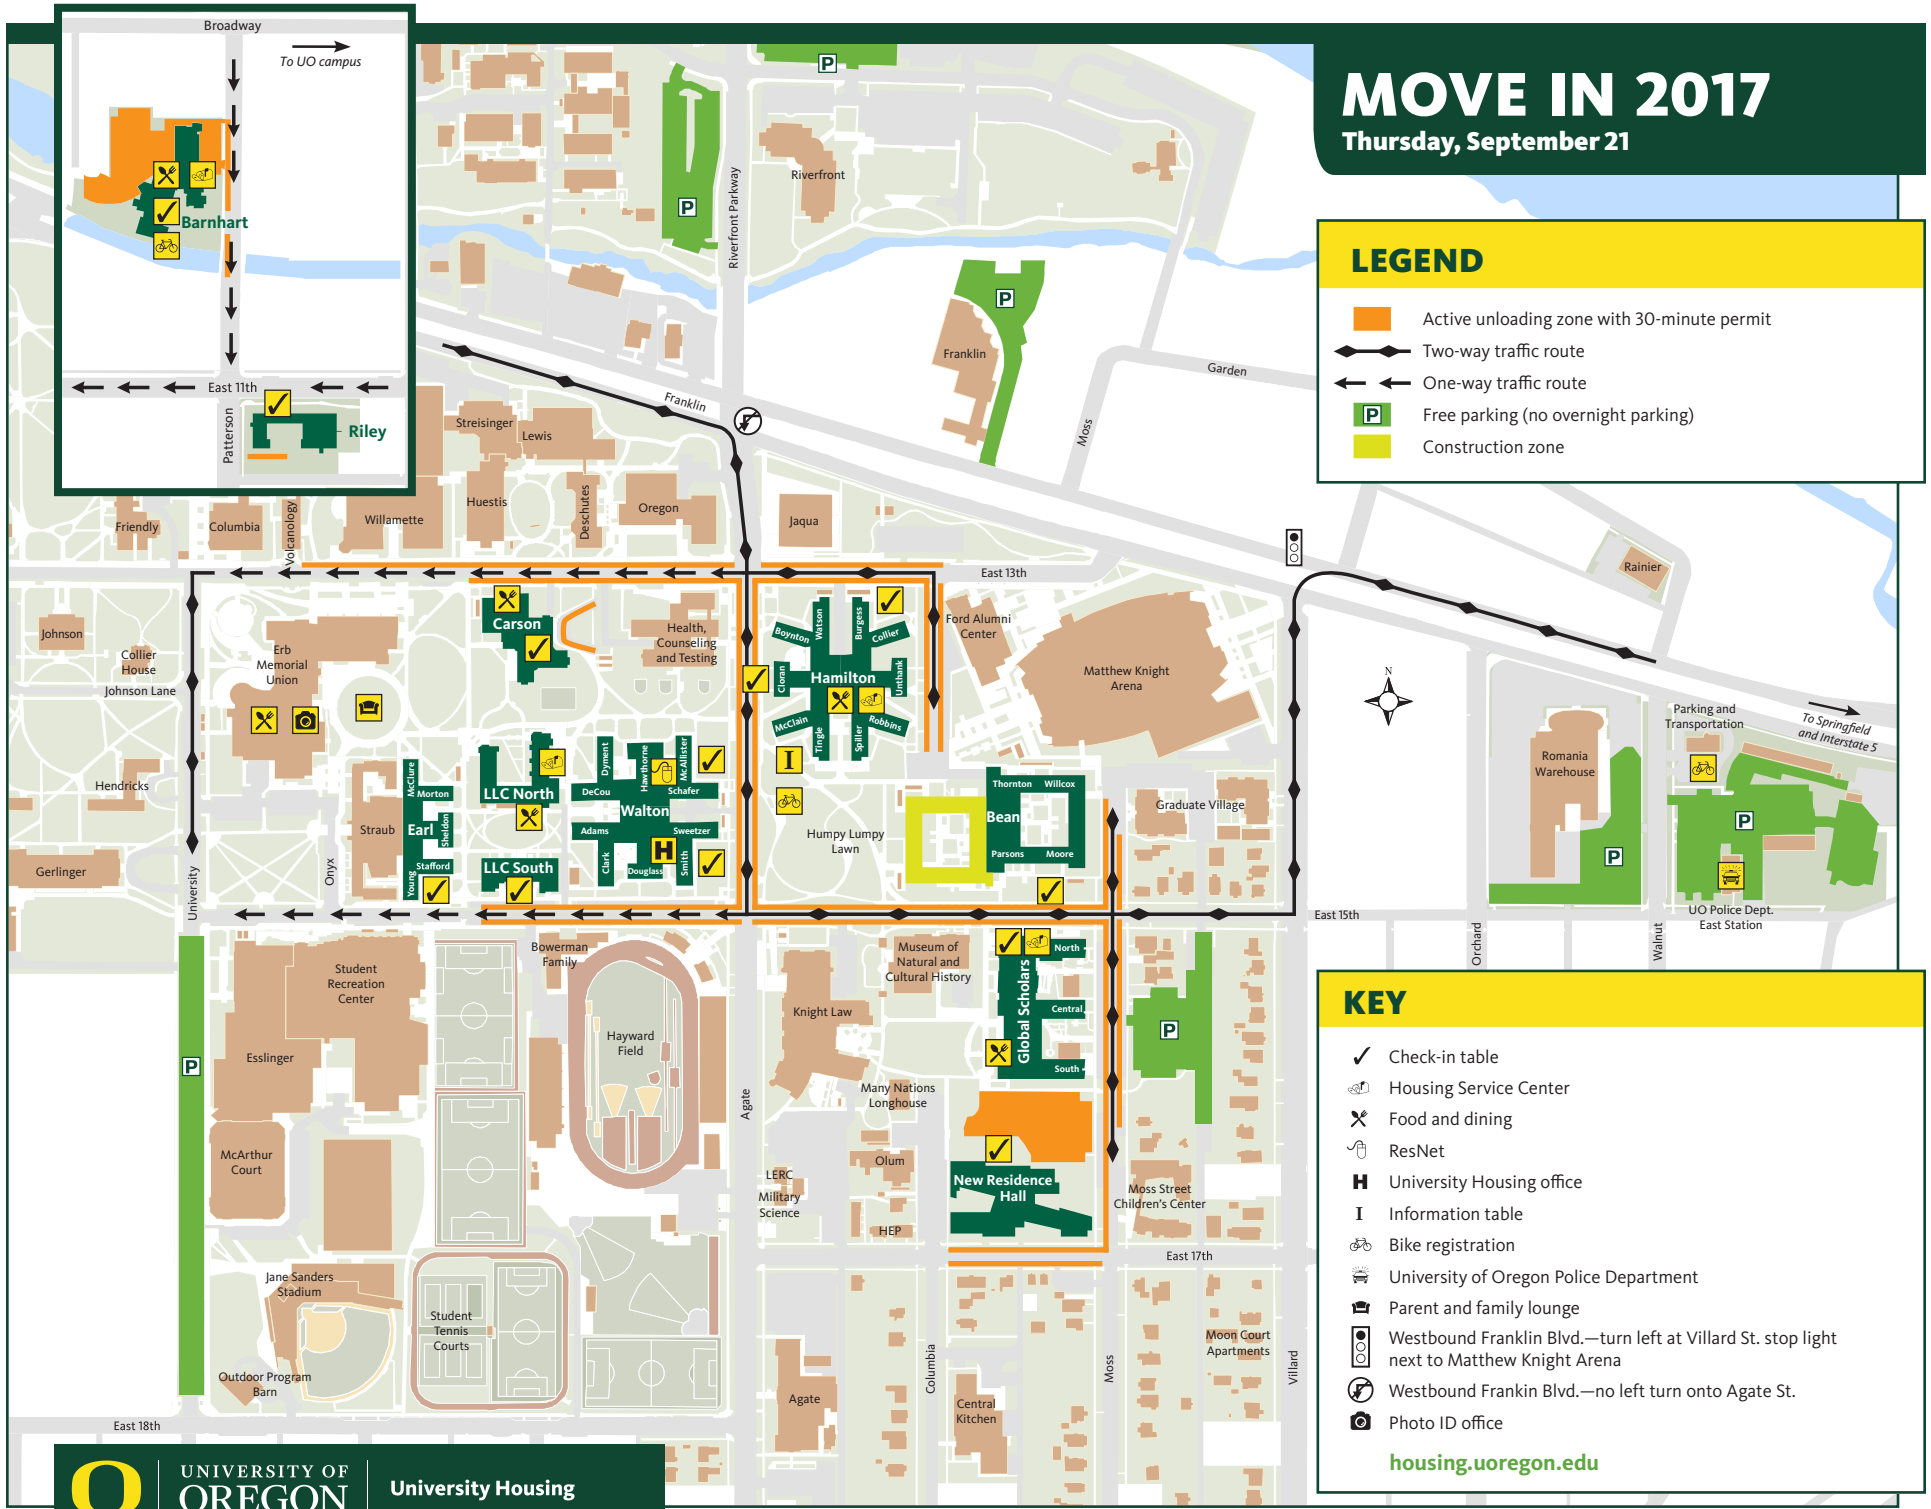 MOVE IN 2017
Thursday, September 21
Broadway
To UO campus
Barnhart
East 11th
Patterson
Riley
LEGEND
Active unloading zone with 30-minute permit
Two-way traffic route
One-way traffic route
P
Free parking (no overnight parking)
Construction zone
P
P
P
Riverfront Parkway
Riverfront
Franklin
Franklin
Garden
Moss
Streisinger
Lewis
Huestis
Deschutes
Oregon
Jaqua
Friendly
Columbia
Volcanology
Willamette
Rainier
East 13th
Johnson
Collier
House
Johnson Lane
Erb
Memorial
Union
Carson
Health,
Counseling
and Testing
Boynton
Watson
Burgess
Collier
Cloran
Hamilton
Unthank
McClain
Tingle
Spiller
Robbins
Ford Alumni
Center
Matthew Knight
Arena
N
Parking and
Transportation
To Springfield
and Interstate 5
Romania
Warehouse
Hendricks
Gerlinger
University
Onyx
Straub
McClure
Morton
Earl
Sheldon
Stafford
Young
LLC North
LLC South
Dyment
Hawthorne
McAlister
DeCou
Schafer
Walton
Adams
Sweetzer
Clark
Douglass
H
Smith
I
Humpy Lumpy
Lawn
Thornton
Willcox
Bean
Parsons
Moore
Graduate Village
P
P
UO Police Dept.
East Station
East 15th
Orchard
Walnut
Student
Recreation
Center
Esslinger
P
McArthur
Court
Bowerman
Family
Hayward
Field
Agate
Museum of
Natural and
Cultural History
Knight Law
Many Nations
Longhouse
Olum
LERC
Military
Science
HEP
North
Global Scholars
Central
South
P
New Residence
Hall
Moss Street
Children's Center
East 17th
Jane Sanders
Stadium
Student
Tennis
Courts
Outdoor Program
Barn
East 18th
Agate
Columbia
Central
Kitchen
Moss
Moon Court
Apartments
Villard
KEY
Check-in table
Housing Service Center
Food and dining
ResNet
H
University Housing office
I
Information table
Bike registration
University of Oregon Police Department
Parent and family lounge
Westbound Franklin Blvd.—turn left at Villard St. stop light
next to Matthew Knight Arena
Westbound Frankin Blvd.—no left turn onto Agate St.
Photo ID office
housing.uoregon.edu
O
UNIVERSITY OF
OREGON
University Housing